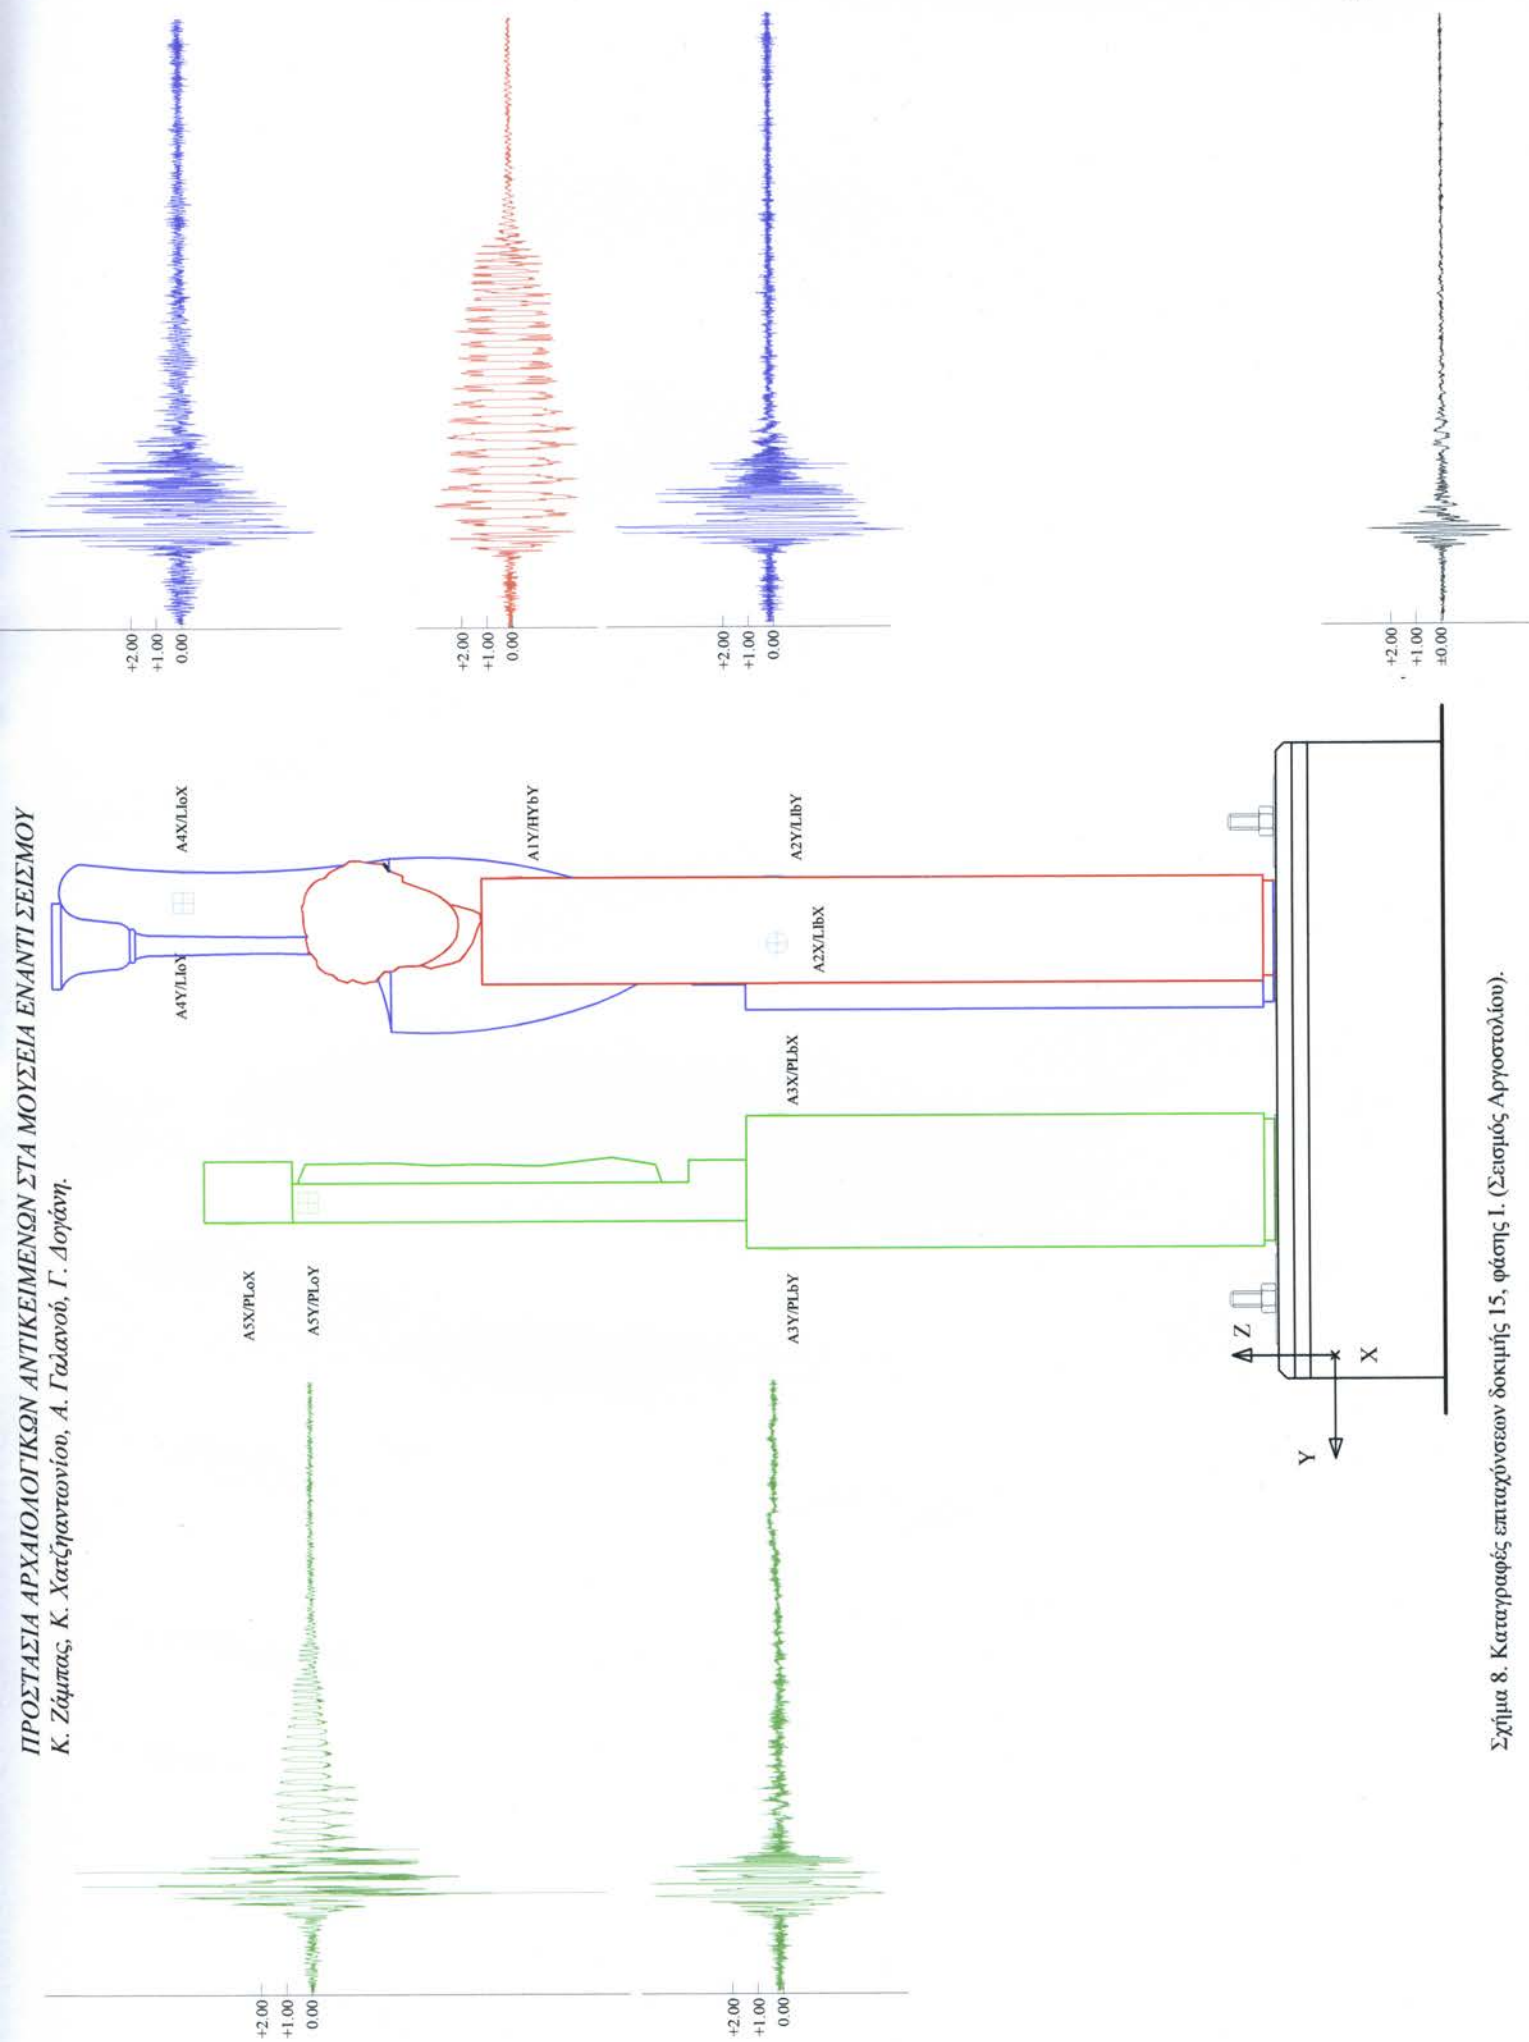 ΠΡΟΣΤΑΣΙΑ ΑΡΧΑΙΟΛΟΓΙΚΩΝ ΑΝΤΙΚΕΙΜΕΝΩΝ ΣΤΑ ΜΟΥΣΕΙΑ ΕΝΑΝΤΙ ΣΕΙΣΜΟΥ
Κ. Ζάμπας, Κ. Χατζηαντωνίου, Α. Γαλανού, Γ. Δογάνη.
+2.00
+1.00
0.00
A5X/PLoX
A5Y/PLoY
A4Y/LIoY
A4X/LIoX
+2.00
+1.00
0.00
A1Y/HYbY
+2.00
+1.00
0.00
+2.00
+1.00
0.00
A3Y/PLbY
A3X/PLbX
A2X/LIbX
A2Y/LIbY
+2.00
+1.00
0.00
Z
Y
X
+2.00
+1.00
±0.00
Σχήμα 8. Καταγραφές επιταχύνσεων δοκιμής 15, φάσης Ι. (Σεισμός Αργοστολίου).